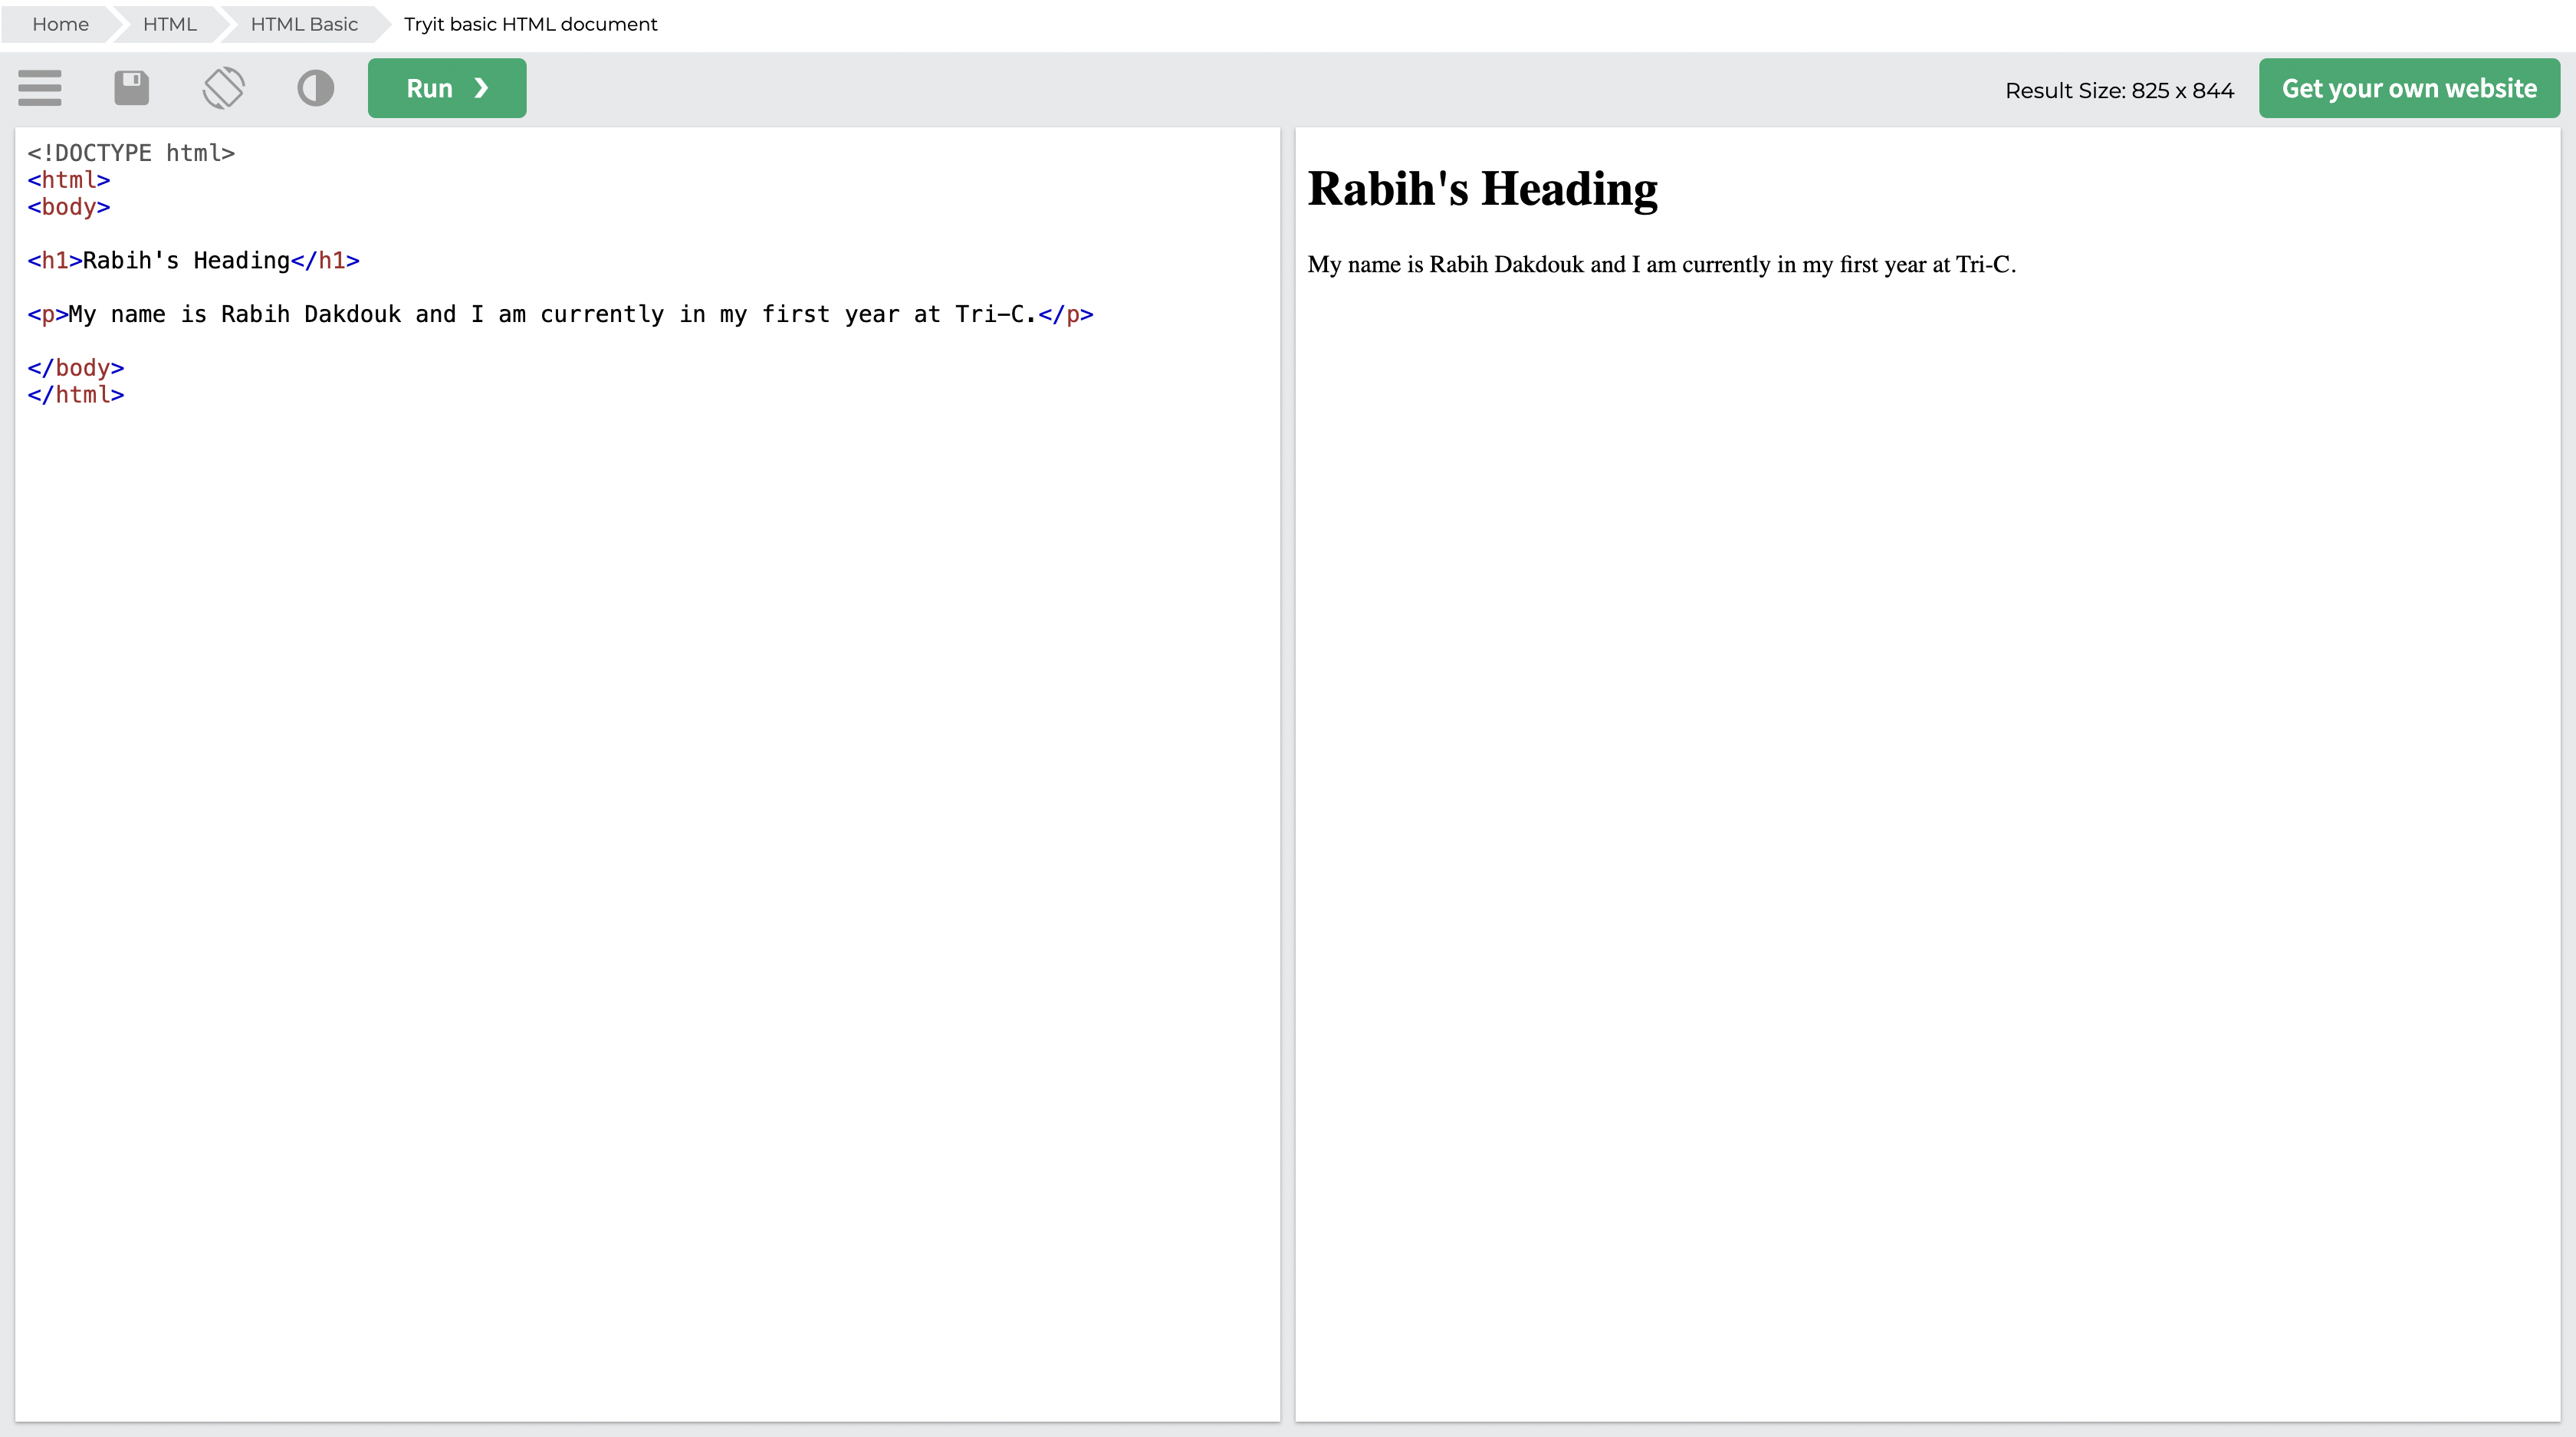 Home HTML HTML Basic Tryit basic HTML document
Run ❯
Result Size: 825 x 844
Get your own website
<!DOCTYPE html>
<html>
<body>
<h1>Rabih's Heading</h1>
<p>My name is Rabih Dakdouk and I am currently in my first year at Tri-C.</p>
</body>
</html>
Rabih's Heading
My name is Rabih Dakdouk and I am currently in my first year at Tri-C.